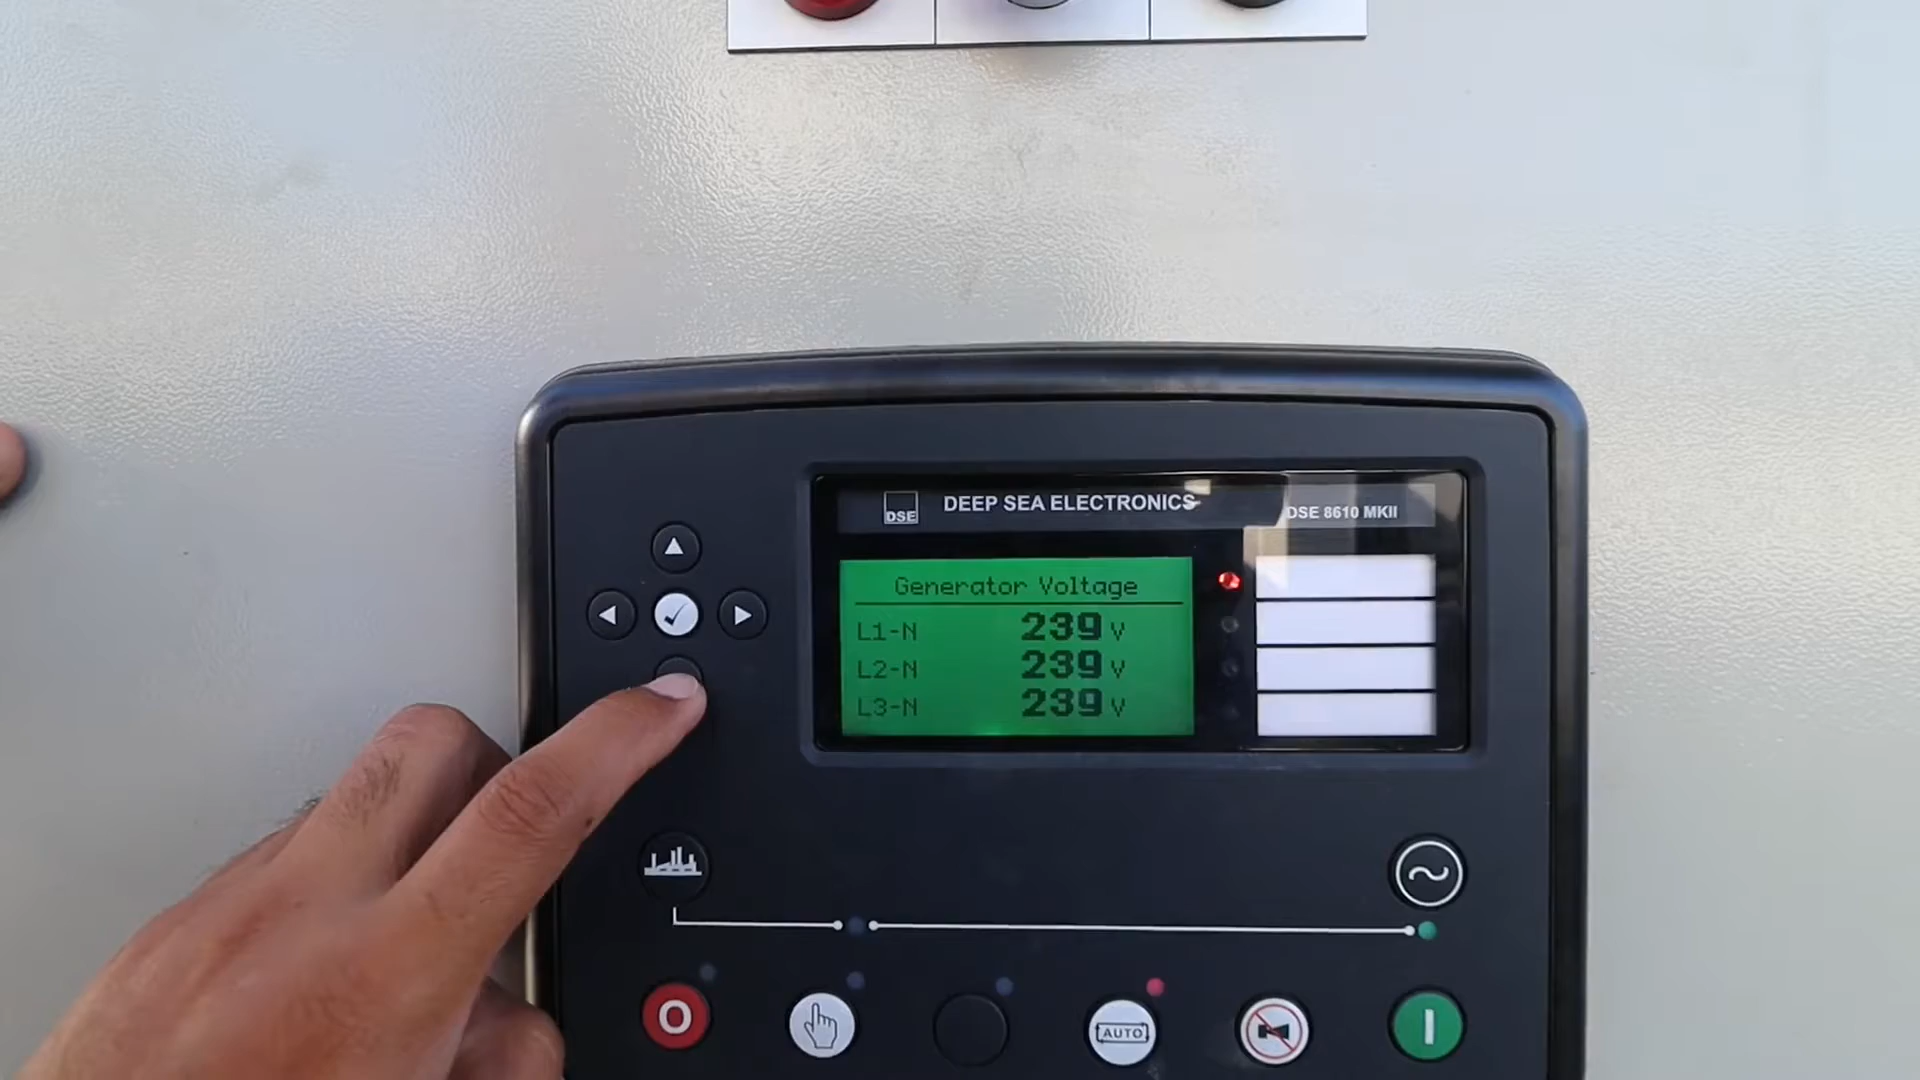 DSE
DEEP SEA ELECTRONICS
DSE 8610 MKII
Generator Voltage
L1-N 239 V
L2-N 239 V
L3-N 239 V
O
AUTO
I